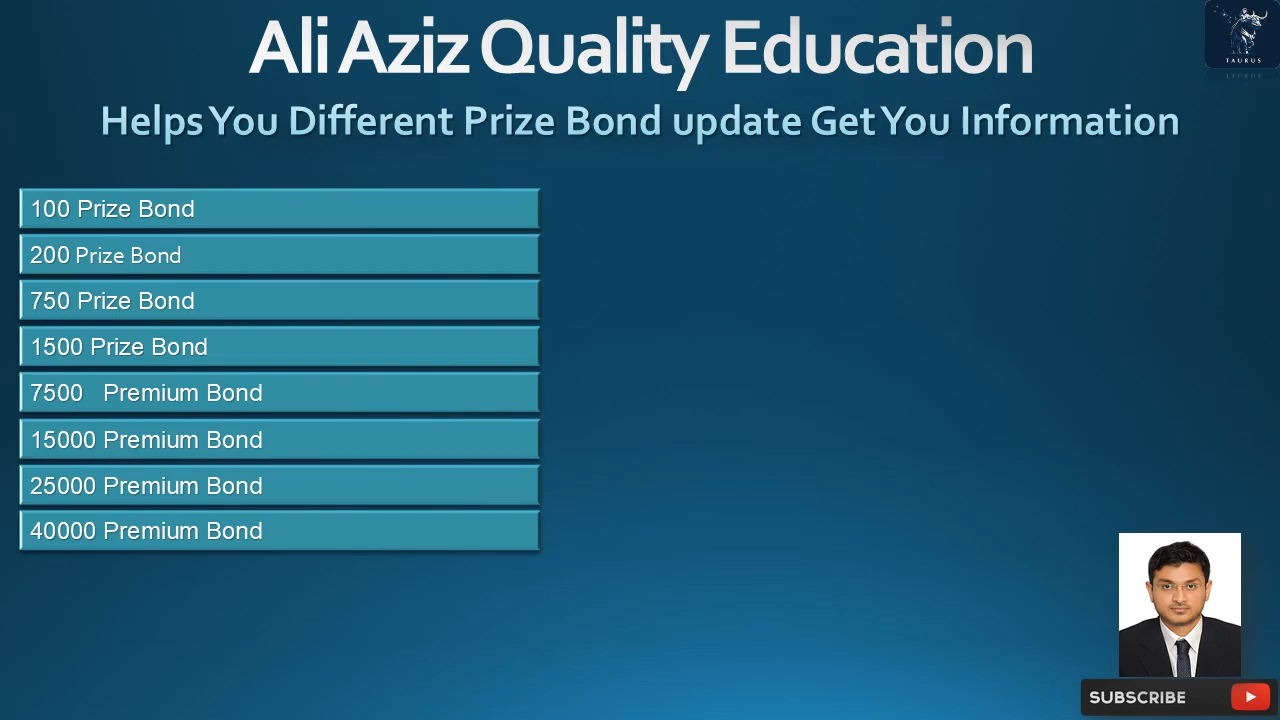 Ali Aziz Quality Education
TAURUS
Helps You Different Prize Bond update Get You Information
100 Prize Bond
200 Prize Bond
750 Prize Bond
1500 Prize Bond
7500 Premium Bond
15000 Premium Bond
25000 Premium Bond
40000 Premium Bond
SUBSCRIBE